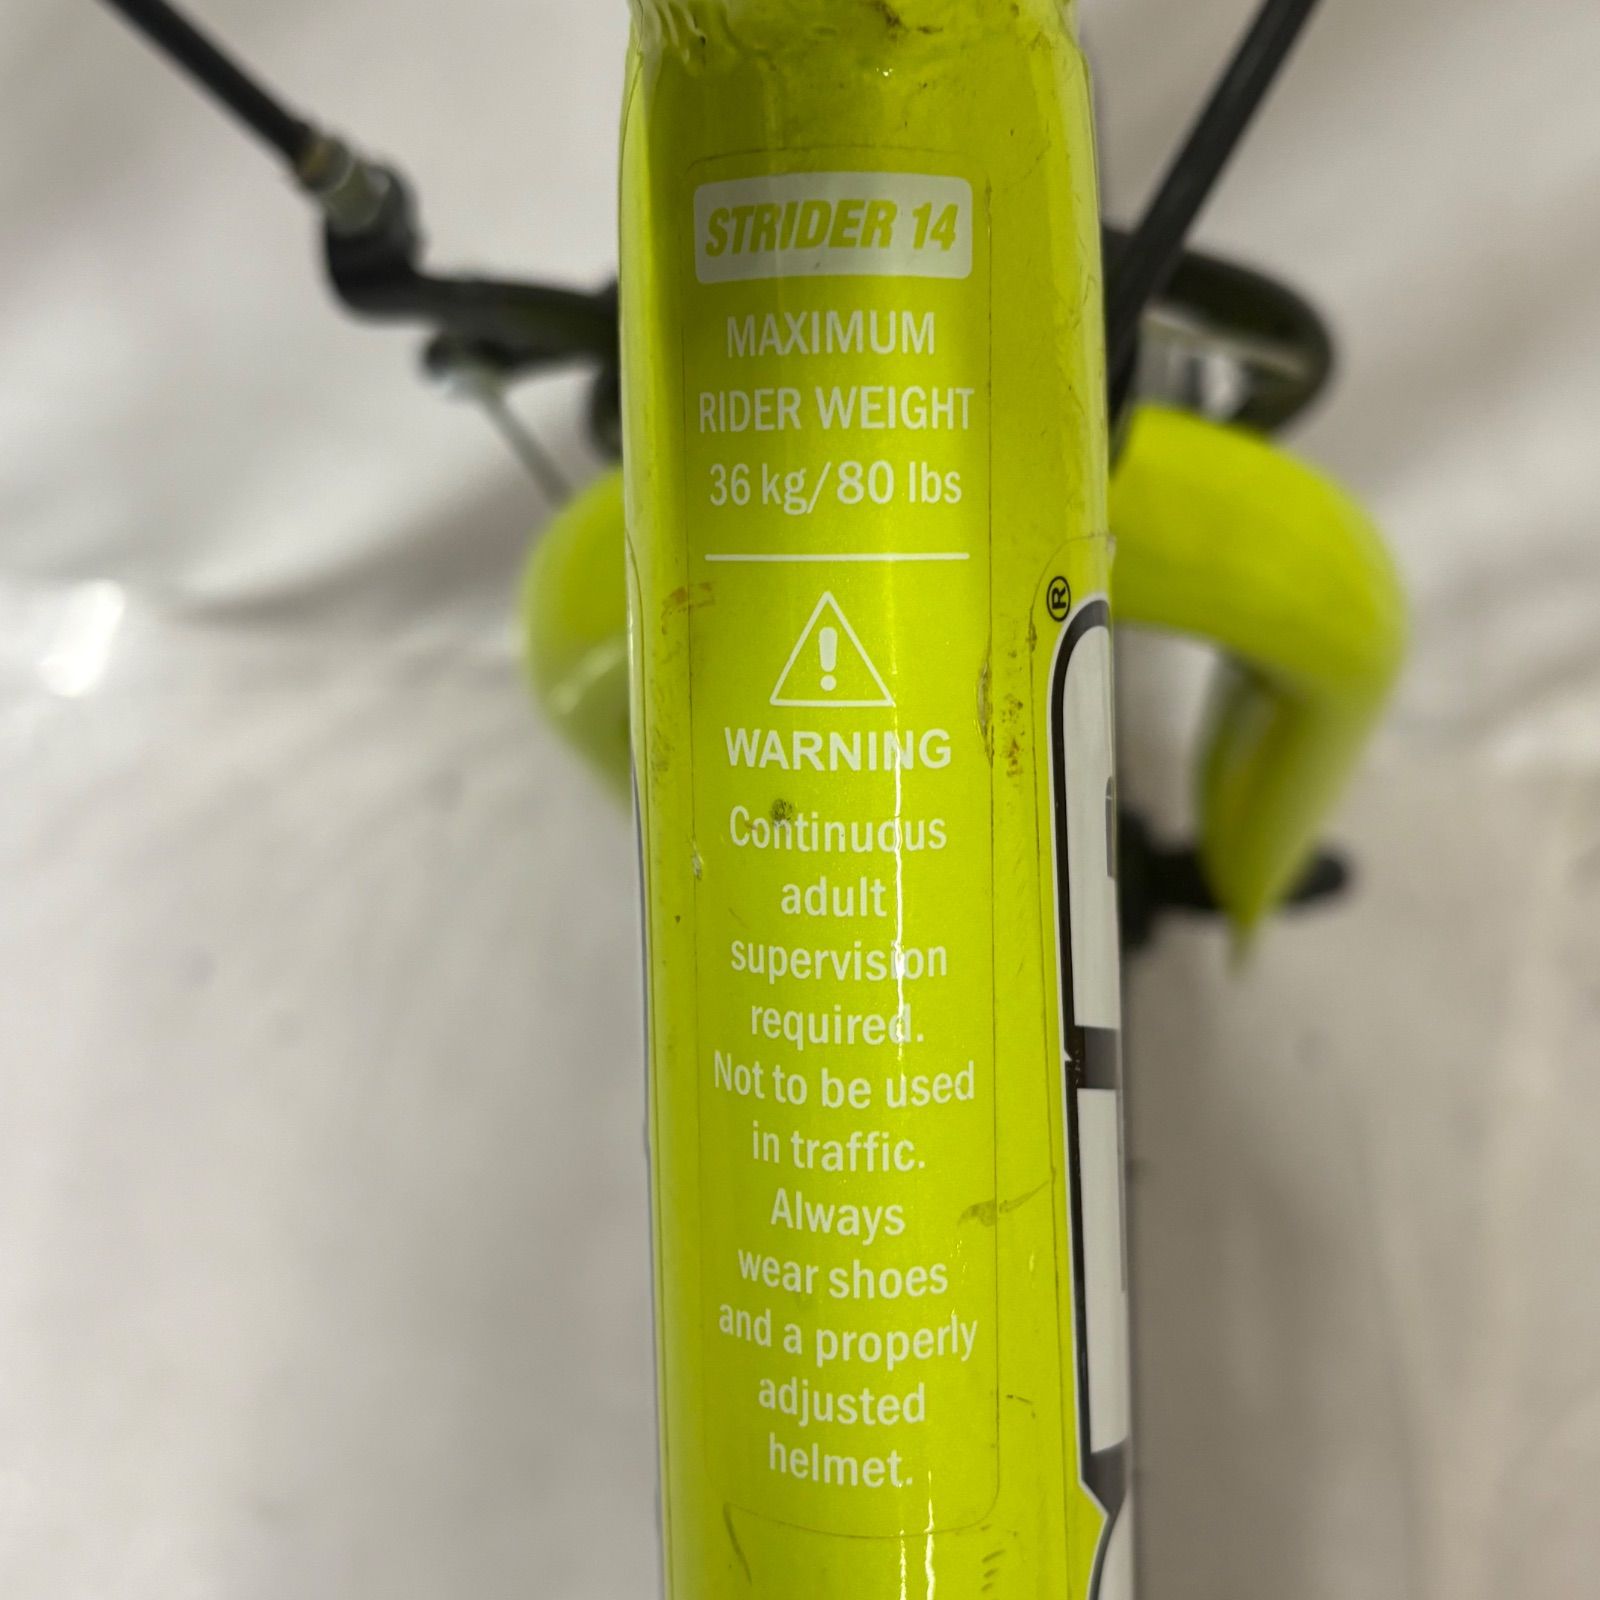 STRIDER 14
MAXIMUM
RIDER WEIGHT
36 kg/80 lbs
WARNING
Continuous
adult
supervision
required.
Not to be used
in traffic.
Always
wear shoes
and a properly
adjusted
helmet.
®